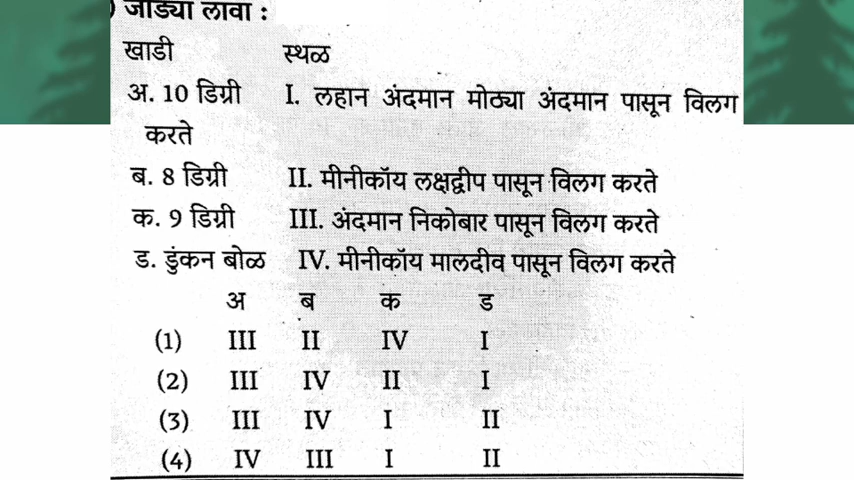 ) जोड्या लावा :
खाडी स्थळ
अ. 10 डिग्री I. लहान अंदमान मोठ्या अंदमान पासून विलग
करते
ब. 8 डिग्री II. मीनीकॉय लक्षद्वीप पासून विलग करते
क. 9 डिग्री III. अंदमान निकोबार पासून विलग करते
ड. डुंकन बोळ IV. मीनीकॉय मालदीव पासून विलग करते
अ ब क ड
(1) III II IV I
(2) III IV II I
(3) III IV I II
(4) IV III I II